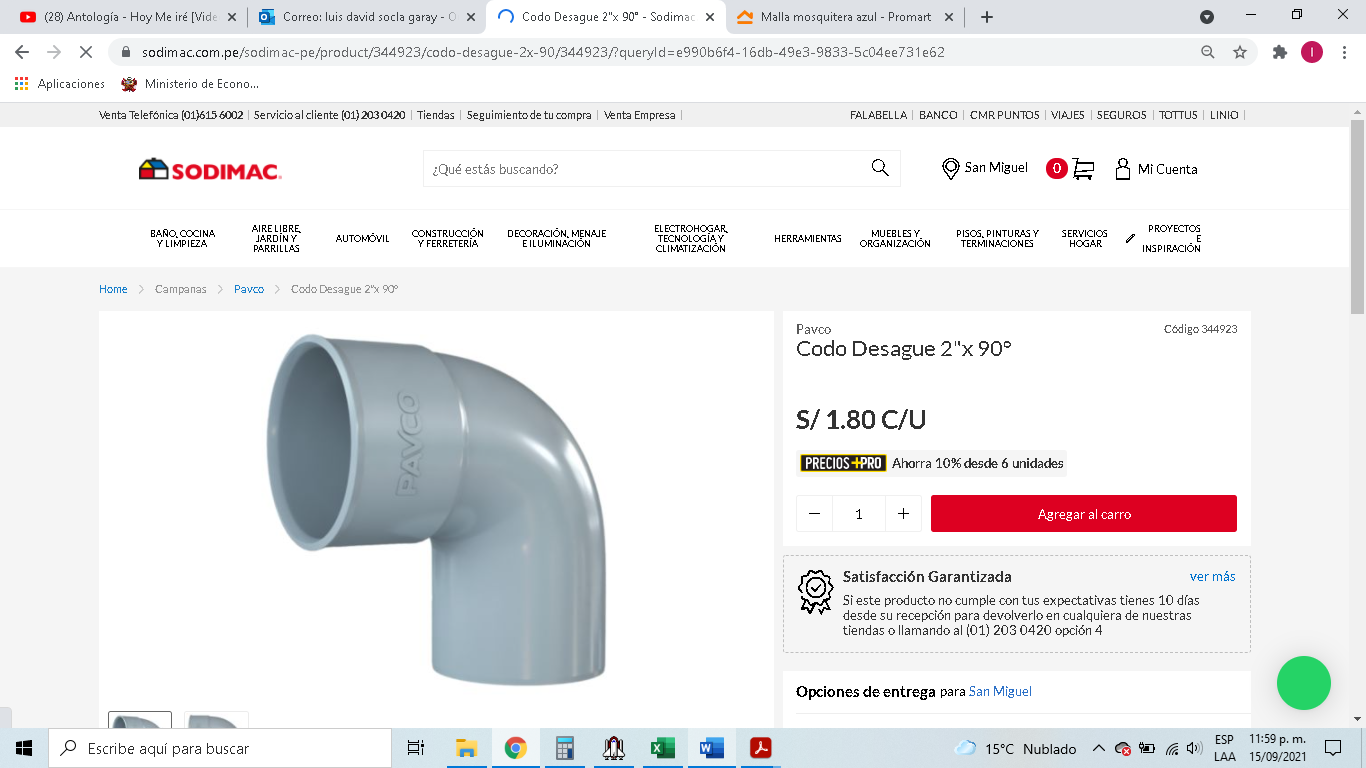 (28) Antología - Hoy Me iré [Vide
Correo: luis david socla garay - O
Codo Desague 2"x 90° - Sodimac
Malla mosquitera azul - Promart
sodimac.com.pe/sodimac-pe/product/344923/codo-desague-2x-90/344923/?queryId=e990b6f4-16db-49e3-9833-5c04ee731e62
I
Aplicaciones
Ministerio de Econo...
Venta Telefónica (01)615 6002 | Servicio al cliente (01) 203 0420 | Tiendas | Seguimiento de tu compra | Venta Empresa |
FALABELLA | BANCO | CMR PUNTOS | VIAJES | SEGUROS | TOTTUS | LINIO |
SODIMAC
¿Qué estás buscando?
San Miguel
0
Mi Cuenta
BAÑO, COCINA
Y LIMPIEZA
AIRE LIBRE,
JARDÍN Y
PARRILLAS
AUTOMÓVIL
CONSTRUCCIÓN
Y FERRETERÍA
DECORACIÓN, MENAJE
E ILUMINACIÓN
ELECTROHOGAR,
TECNOLOGÍA Y
CLIMATIZACIÓN
HERRAMIENTAS
MUEBLES Y
ORGANIZACIÓN
PISOS, PINTURAS Y
TERMINACIONES
SERVICIOS
HOGAR
PROYECTOS
E
INSPIRACIÓN
Home > Campanas > Pavco > Codo Desague 2"x 90°
PAVCO
Pavco
Código 344923
Codo Desague 2"x 90°
S/ 1.80 C/U
PRECIOS+PRO Ahorra 10% desde 6 unidades
− 1 +
Agregar al carro
Satisfacción Garantizada
ver más
Si este producto no cumple con tus expectativas tienes 10 días
desde su recepción para devolverlo en cualquiera de nuestras
tiendas o llamando al (01) 203 0420 opción 4
Opciones de entrega para San Miguel
Escribe aquí para buscar
15°C Nublado
ESP
LAA
11:59 p. m.
15/09/2021